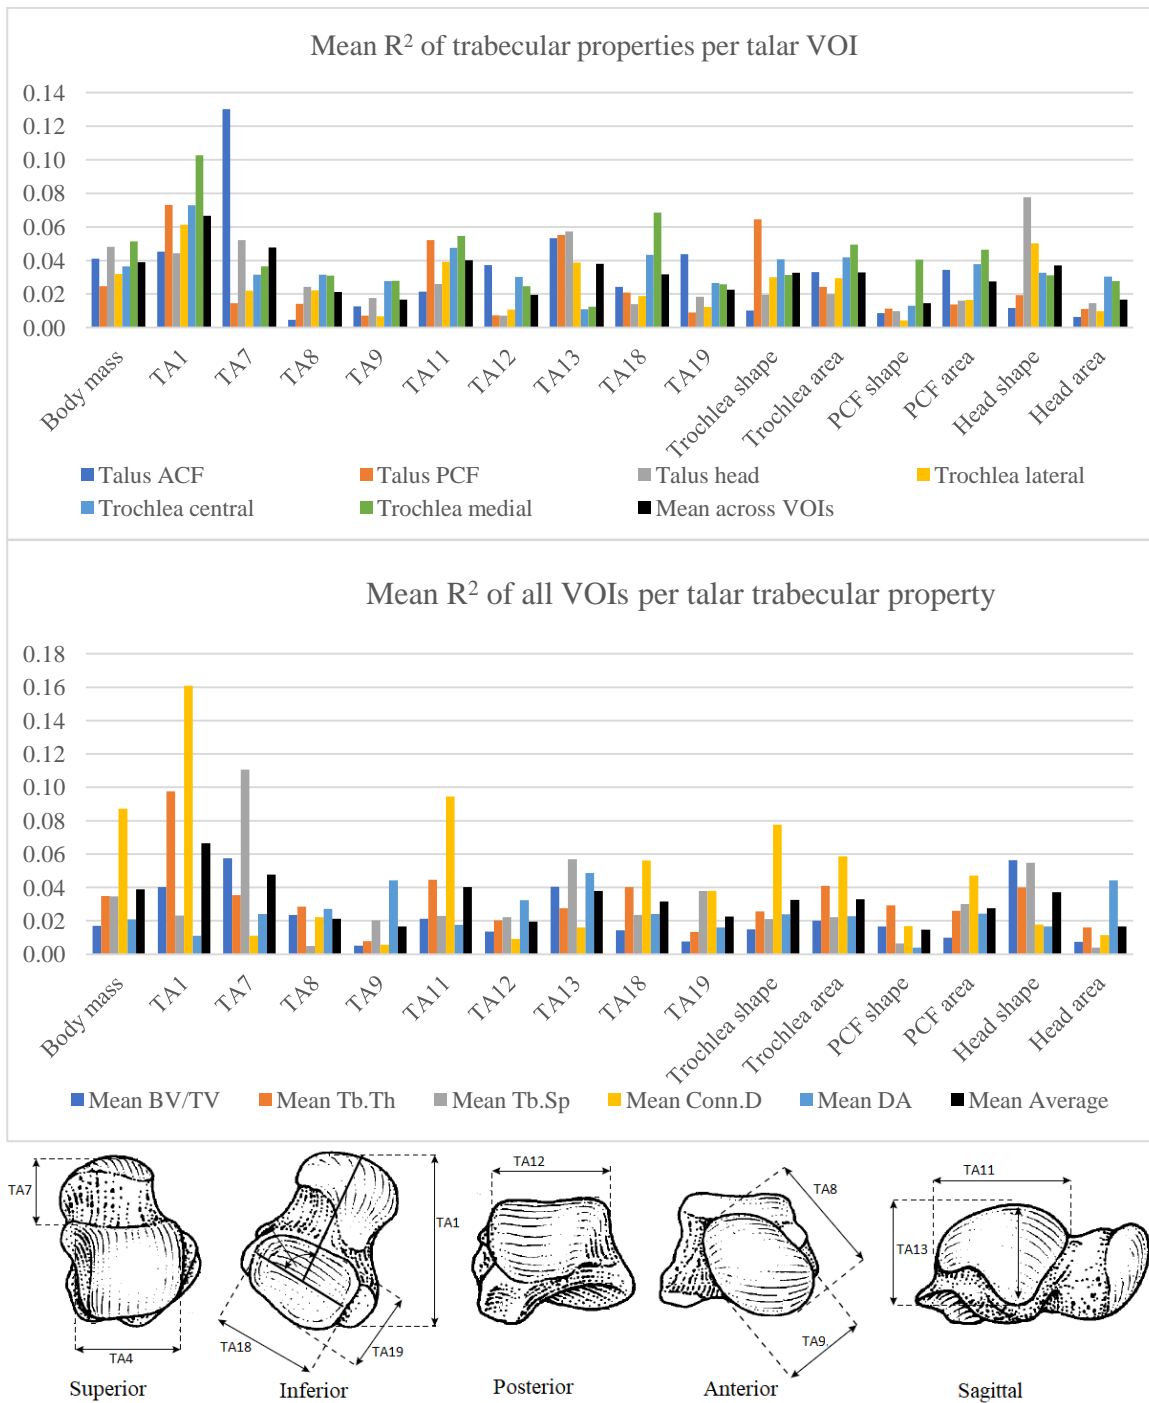 Mean R² of trabecular properties per talar VOI
0.14
0.12
0.10
0.08
0.06
0.04
0.02
0.00
Body mass
TA1
TA7
TA8
TA9
TA11
TA12
TA13
TA18
TA19
Trochlea shape
Trochlea area
PCF shape
PCF area
Head shape
Head area
Talus ACF Talus PCF Talus head Trochlea lateral
Trochlea central Trochlea medial Mean across VOIs
Mean R² of all VOIs per talar trabecular property
0.18
0.16
0.14
0.12
0.10
0.08
0.06
0.04
0.02
0.00
Body mass
TA1
TA7
TA8
TA9
TA11
TA12
TA13
TA18
TA19
Trochlea shape
Trochlea area
PCF shape
PCF area
Head shape
Head area
Mean BV/TV Mean Tb.Th Mean Tb.Sp Mean Conn.D Mean DA Mean Average
TA7
TA4
Superior
TA1
TA18
TA19
Inferior
TA12
Posterior
TA8
TA9.
Anterior
TA11
TA13
Sagittal